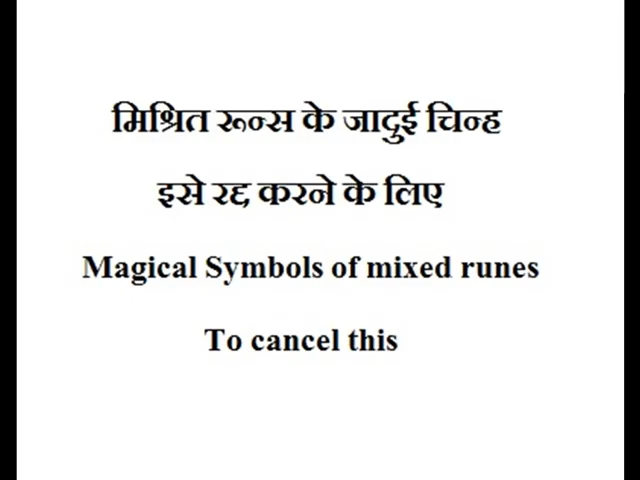 मिश्रित रून्स के जादुई चिन्ह
इसे रद्द करने के लिए
Magical Symbols of mixed runes
To cancel this